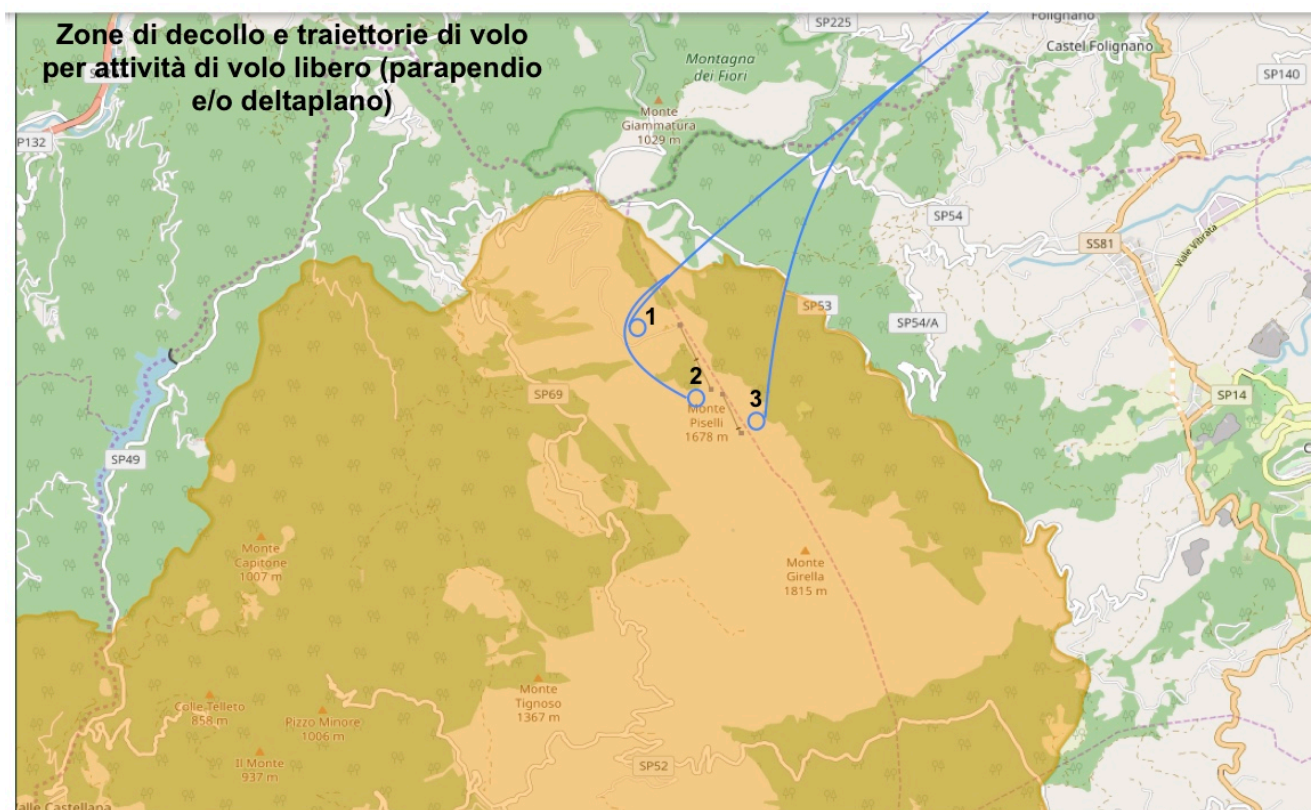 Zone di decollo e traiettorie di volo
per attività di volo libero (parapendio
e/o deltaplano)
SP225
Folignano
Castel Folignano
Montagna
dei Fiori
SP140
P132
Monte
Giammatura
1029 m
SP54
SS81
Viale Vibrata
SP53
SP54/A
1
2
3
SP69
SP14
Monte
Piselli
1678 m
SP49
Monte
Capitone
1007 m
Monte
Girella
1815 m
Colle Telleto
858 m
Pizzo Minore
1006 m
Monte
Tignoso
1367 m
Il Monte
937 m
SP52
alle Castellana